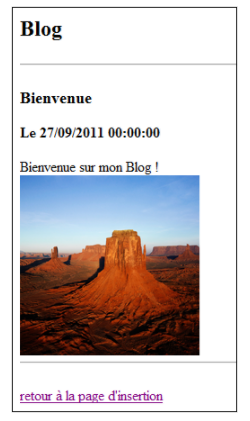 Blog
Bienvenue
Le 27/09/2011 00:00:00
Bienvenue sur mon Blog !
retour à la page d'insertion